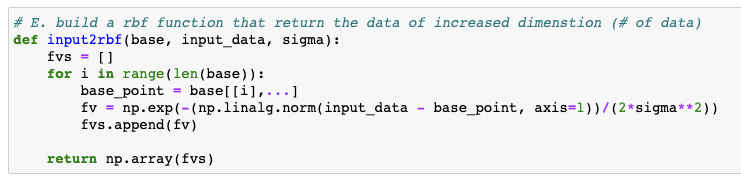 # E. build a rbf function that return the data of increased dimenstion (# of data)
def input2rbf(base, input_data, sigma):
    fvs = []
    for i in range(len(base)):
        base_point = base[[i],...]
        fv = np.exp(-(np.linalg.norm(input_data - base_point, axis=1))/(2*sigma**2))
        fvs.append(fv)
    return np.array(fvs)